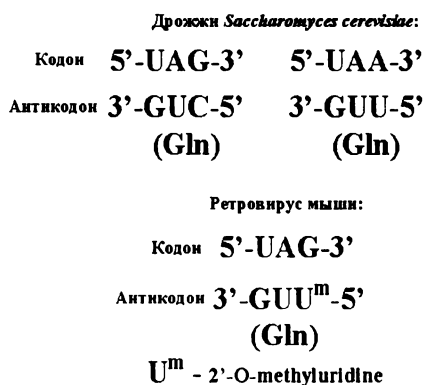 Дрожжи Saccharomyces cerevisiae:
Кодон 5’-UAG-3’ 5’-UAA-3’
Антикодон 3’-GUC-5’ 3’-GUU-5’
(Gln) (Gln)
Ретровирус мыши:
Кодон 5’-UAG-3’
Антикодон 3’-GUUᵐ-5’
(Gln)
Uᵐ - 2’-O-methyluridine